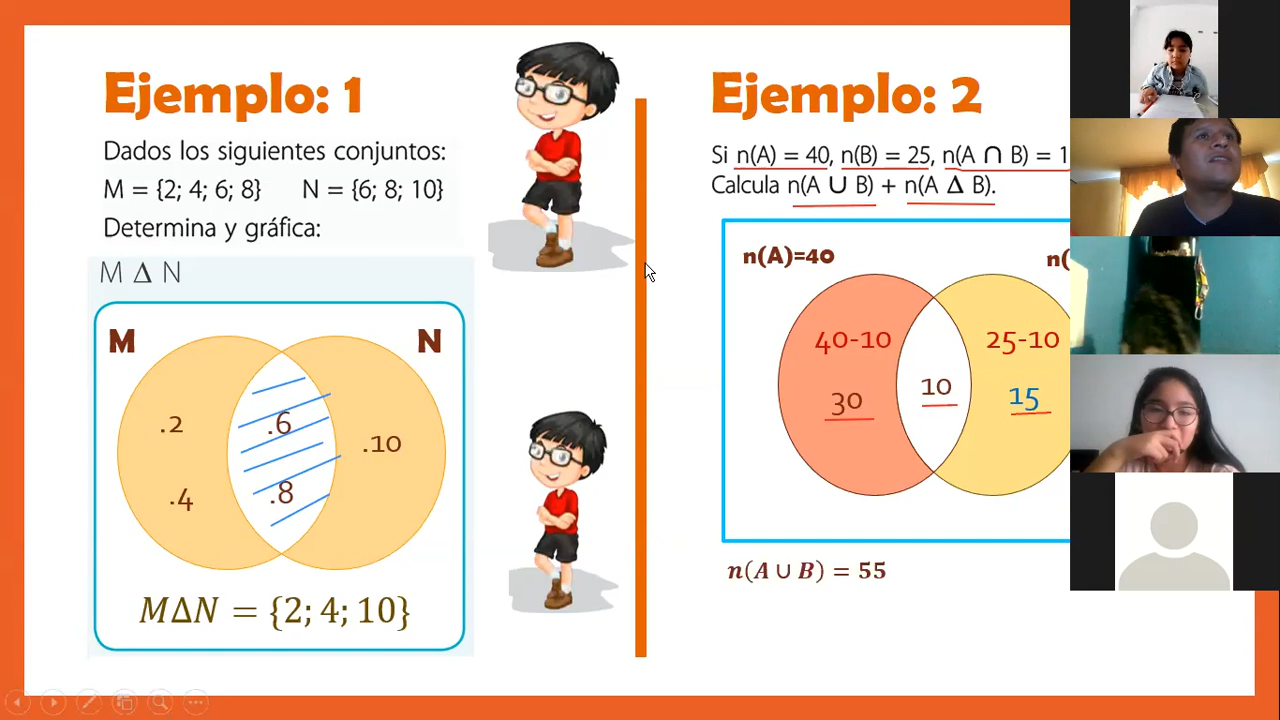 Ejemplo: 1
Dados los siguientes conjuntos:
M = {2; 4; 6; 8} N = {6; 8; 10}
Determina y gráfica:
M Δ N
M N
.2 .6 .10
.4 .8
MΔN = {2; 4; 10}
Ejemplo: 2
Si n(A) = 40, n(B) = 25, n(A ∩ B) = 1
Calcula n(A ∪ B) + n(A Δ B).
n(A)=40 n(
40-10 25-10
30 10 15
n(A ∪ B) = 55